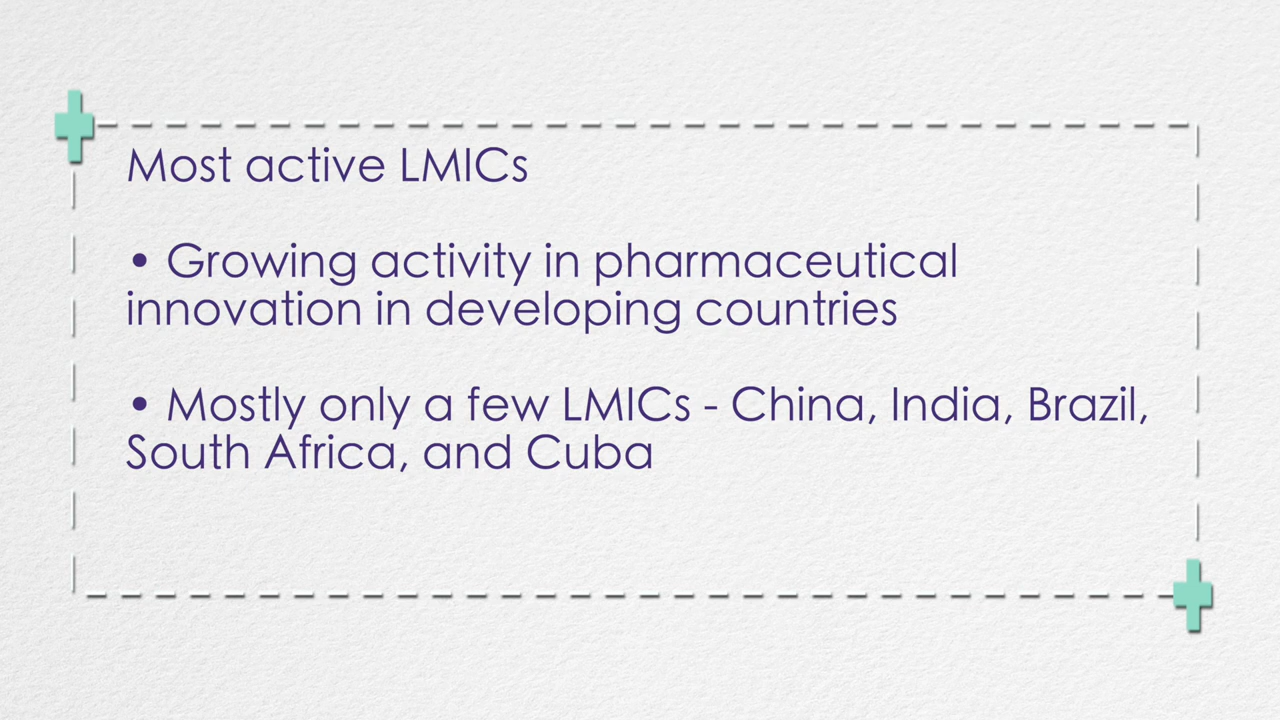 Most active LMICs
• Growing activity in pharmaceutical
innovation in developing countries
• Mostly only a few LMICs - China, India, Brazil,
South Africa, and Cuba